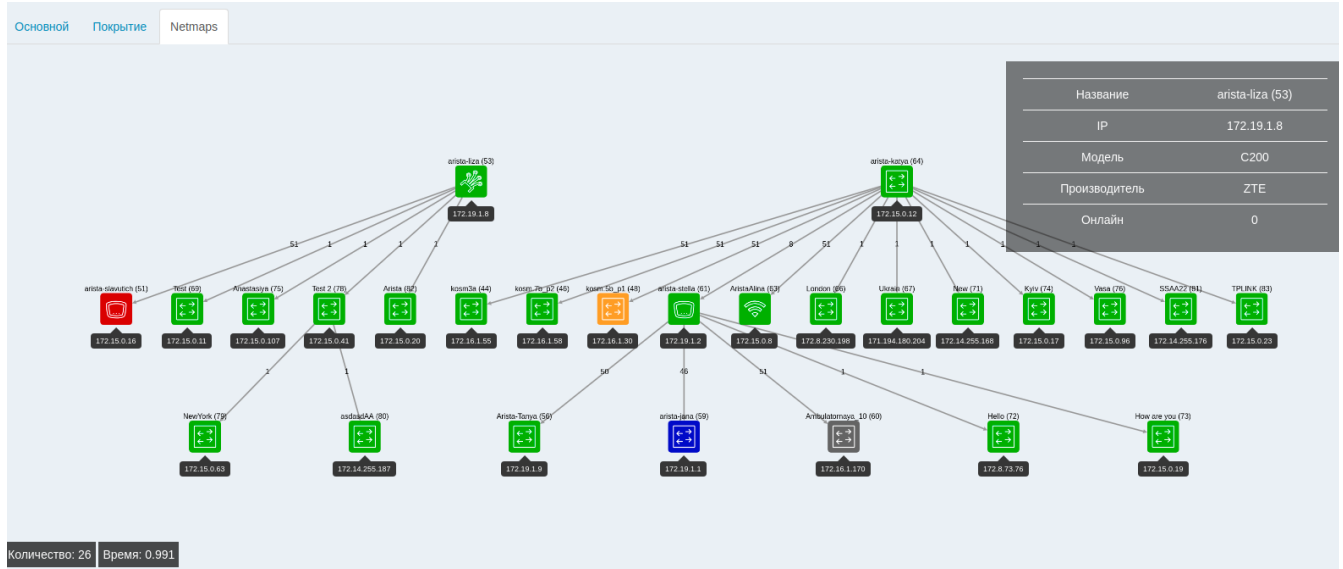 Основной Покрытие Netmaps
Название arista-liza (53)
IP 172.19.1.8
Модель C200
Производитель ZTE
Онлайн 0
arista-liza (53) arista-katya (64)
172.19.1.8 172.15.0.12
51 1 1 1 1 51 51 51 8 51 1 1 1 1 1 1
arista-slavutich (51) Test (69) Anastasiya (75) Test 2 (78) Arista (82) kosm3a (44) kosm.7b_p2 (46) kosm.5b_p1 (48) arista-stella (61) AristaAlina (63) London (66) Ukrain (67) New (71) Kyiv (74) Vasa (76) SSAA22 (81) TPLINK (83)
172.15.0.16 172.15.0.11 172.15.0.107 172.15.0.41 172.15.0.20 172.16.1.55 172.16.1.58 172.16.1.30 172.19.1.2 172.15.0.8 172.8.230.198 171.194.180.204 172.14.255.168 172.15.0.17 172.15.0.96 172.14.255.176 172.15.0.23
1 1 50 46 51 1 1
NewYork (79) asdasdAA (80) Arista-Tanya (56) arista-jana (59) Ambulatornaya_10 (60) Hello (72) How are you (73)
172.15.0.63 172.14.255.187 172.19.1.9 172.19.1.1 172.16.1.170 172.8.73.76 172.15.0.19
Количество: 26 Время: 0.991